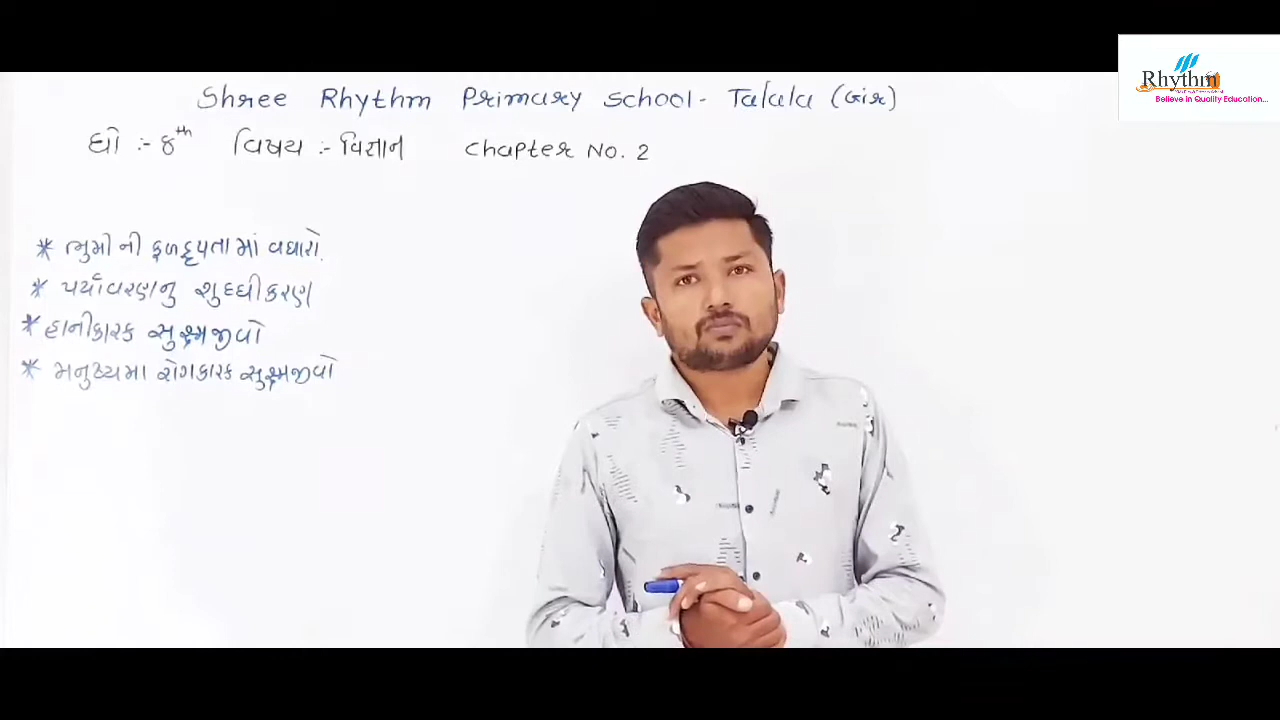 Shree Rhythm Primary School - Talala (Gir)
ધો :- 8th વિષય :- વિજ્ઞાન Chapter No. 2
* ભુમી ની ફળદ્રુપતા માં વધારો.
* પર્યાવરણનુ શુધ્ધીકરણ
* હાનીકારક સુક્ષ્મજીવો
* મનુષ્યમા રોગકારક સુક્ષ્મજીવો
Rhythm
Believe in Quality Education...